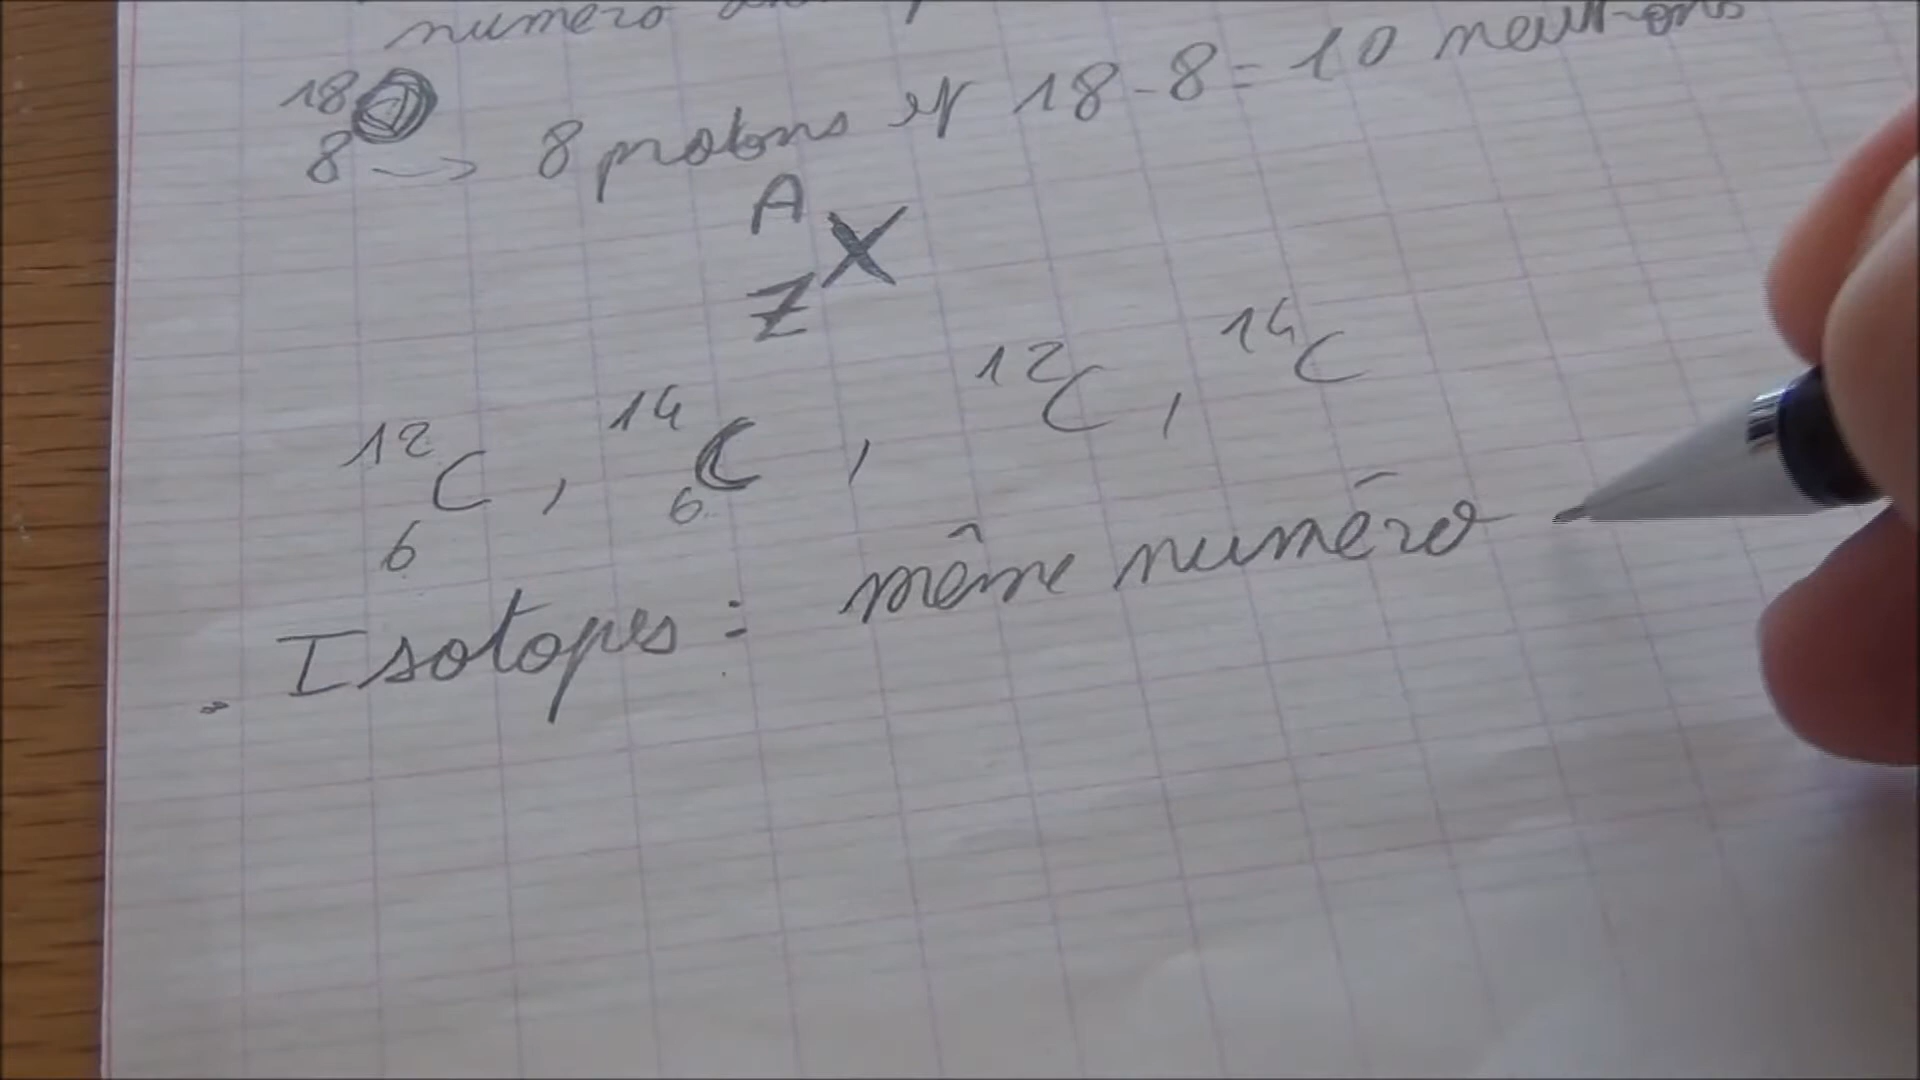 numéro
18
8 → 8 protons et 18 - 8 = 10 neutrons
A
Z X
12 6 C , 14 6 C , 12 C , 14 C
Isotopes : même numéro